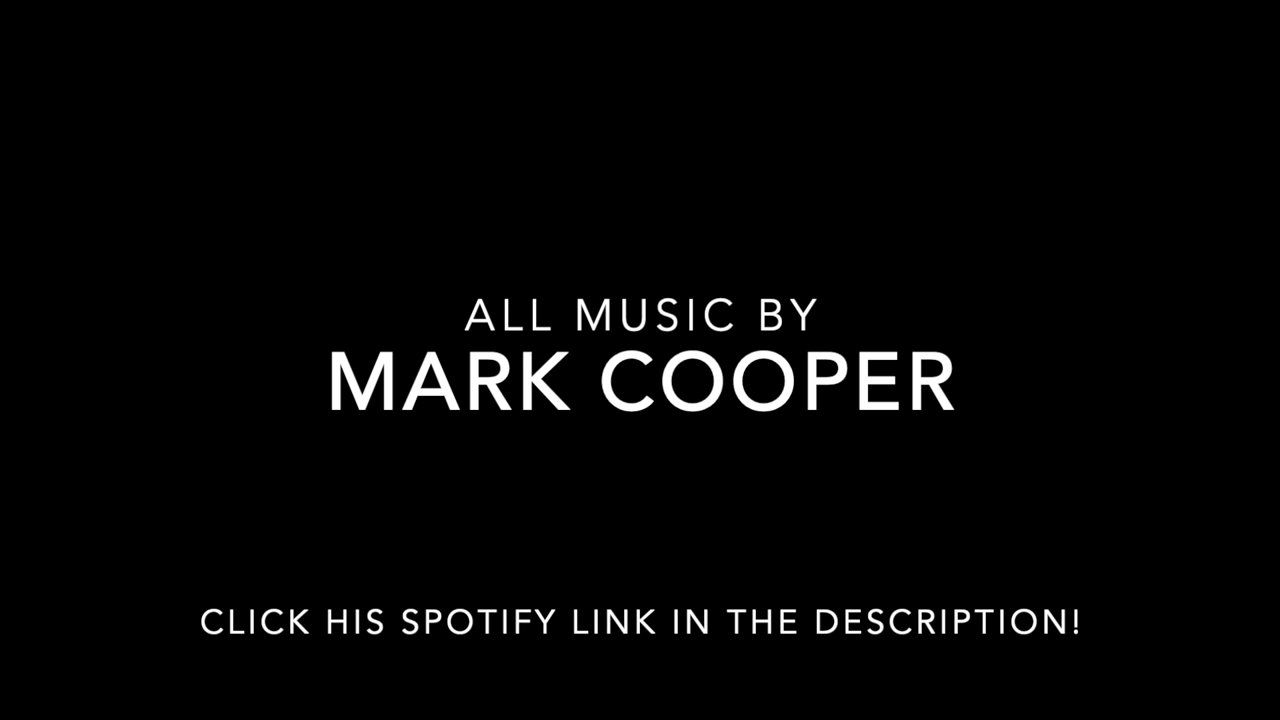 ALL MUSIC BY
MARK COOPER
CLICK HIS SPOTIFY LINK IN THE DESCRIPTION!